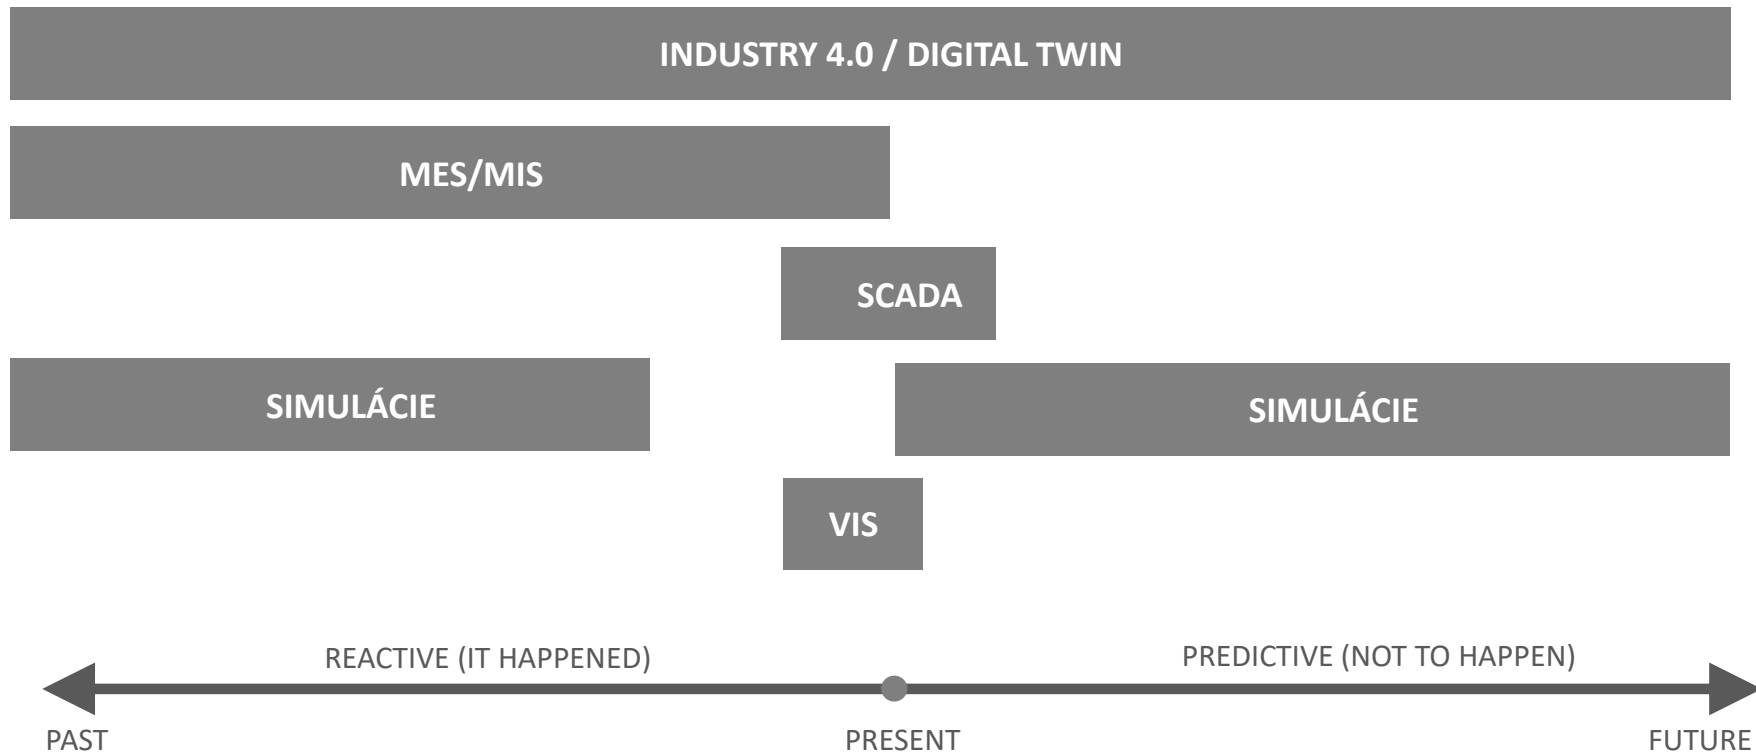 INDUSTRY 4.0 / DIGITAL TWIN
MES/MIS
SCADA
SIMULÁCIE
SIMULÁCIE
VIS
REACTIVE (IT HAPPENED)
PREDICTIVE (NOT TO HAPPEN)
PAST
PRESENT
FUTURE